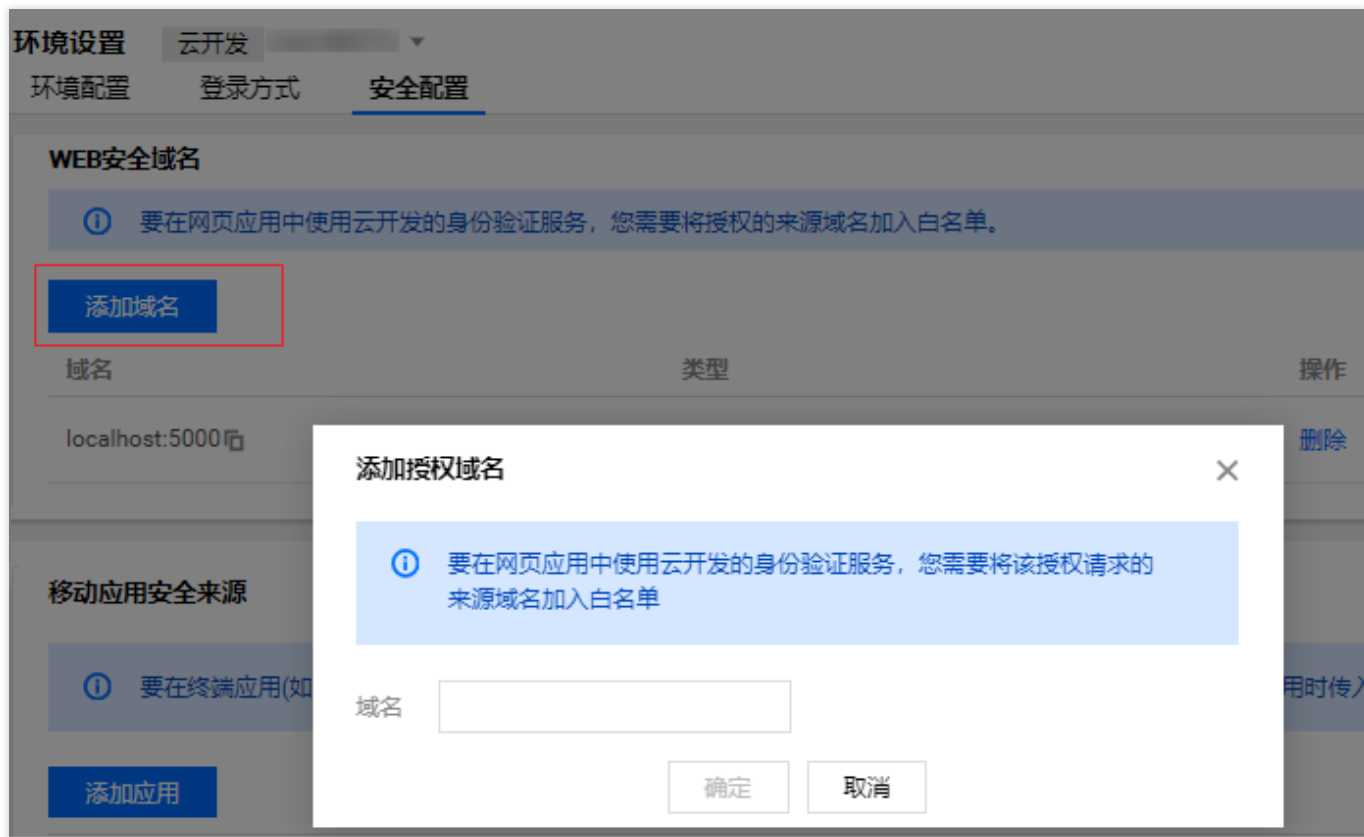 环境设置 云开发
环境配置 登录方式 安全配置
WEB安全域名
要在网页应用中使用云开发的身份验证服务，您需要将授权的来源域名加入白名单。
添加域名
域名 类型 操作
localhost:5000 删除
添加授权域名
要在网页应用中使用云开发的身份验证服务，您需要将该授权请求的
来源域名加入白名单
域名
确定 取消
移动应用安全来源
要在终端应用(如 用时传入
添加应用